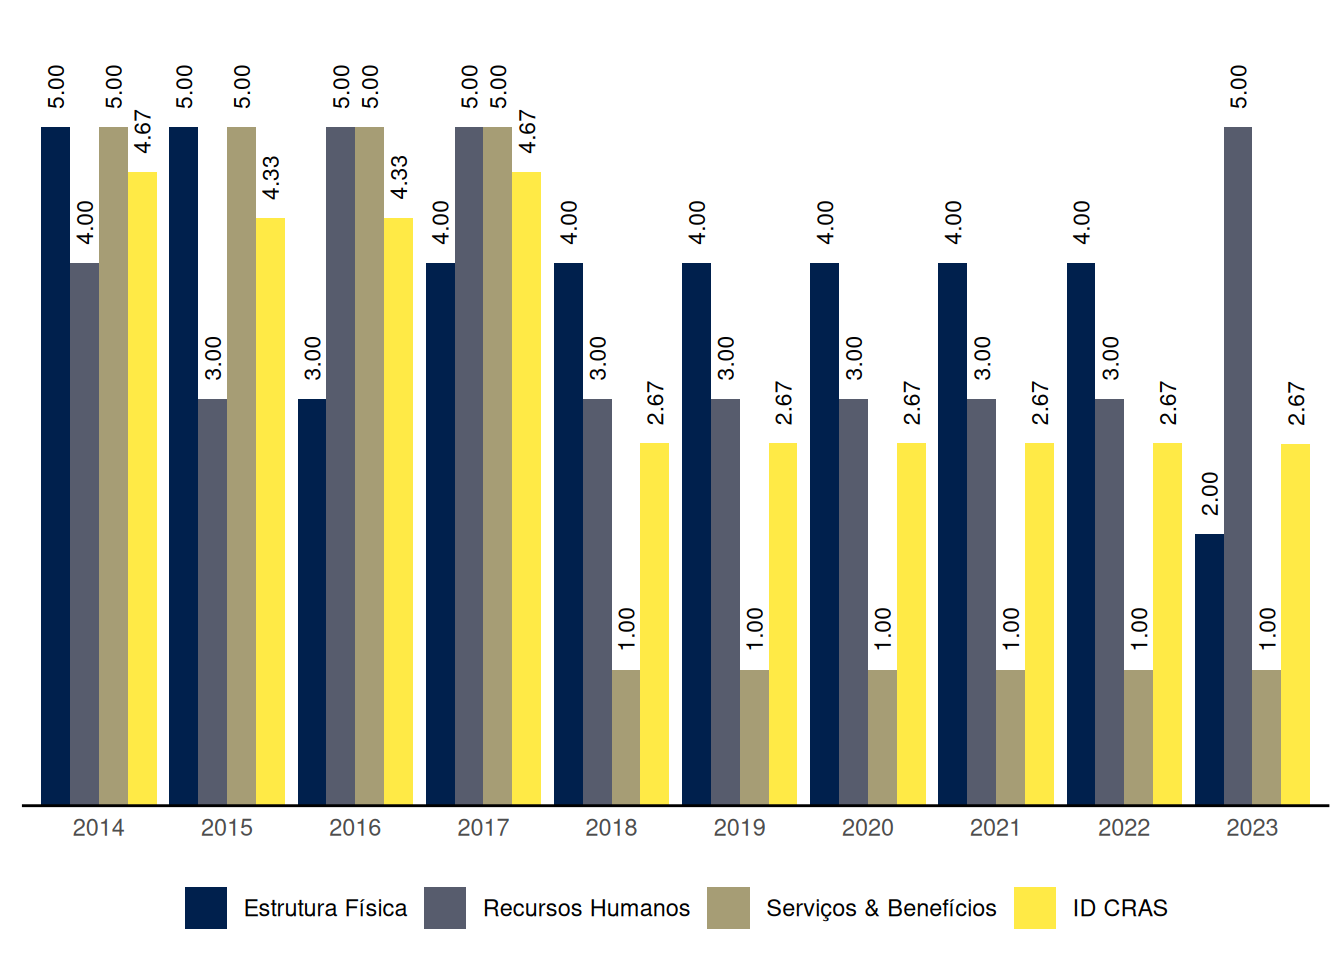 5.00 4.00 5.00 4.67 5.00 3.00 5.00 4.33 3.00 5.00 5.00 4.33 4.00 5.00 5.00 4.67 4.00 3.00 1.00 2.67 4.00 3.00 1.00 2.67 4.00 3.00 1.00 2.67 4.00 3.00 1.00 2.67 4.00 3.00 1.00 2.67 2.00 5.00 1.00 2.67
2014 2015 2016 2017 2018 2019 2020 2021 2022 2023
Estrutura Física Recursos Humanos Serviços & Benefícios ID CRAS